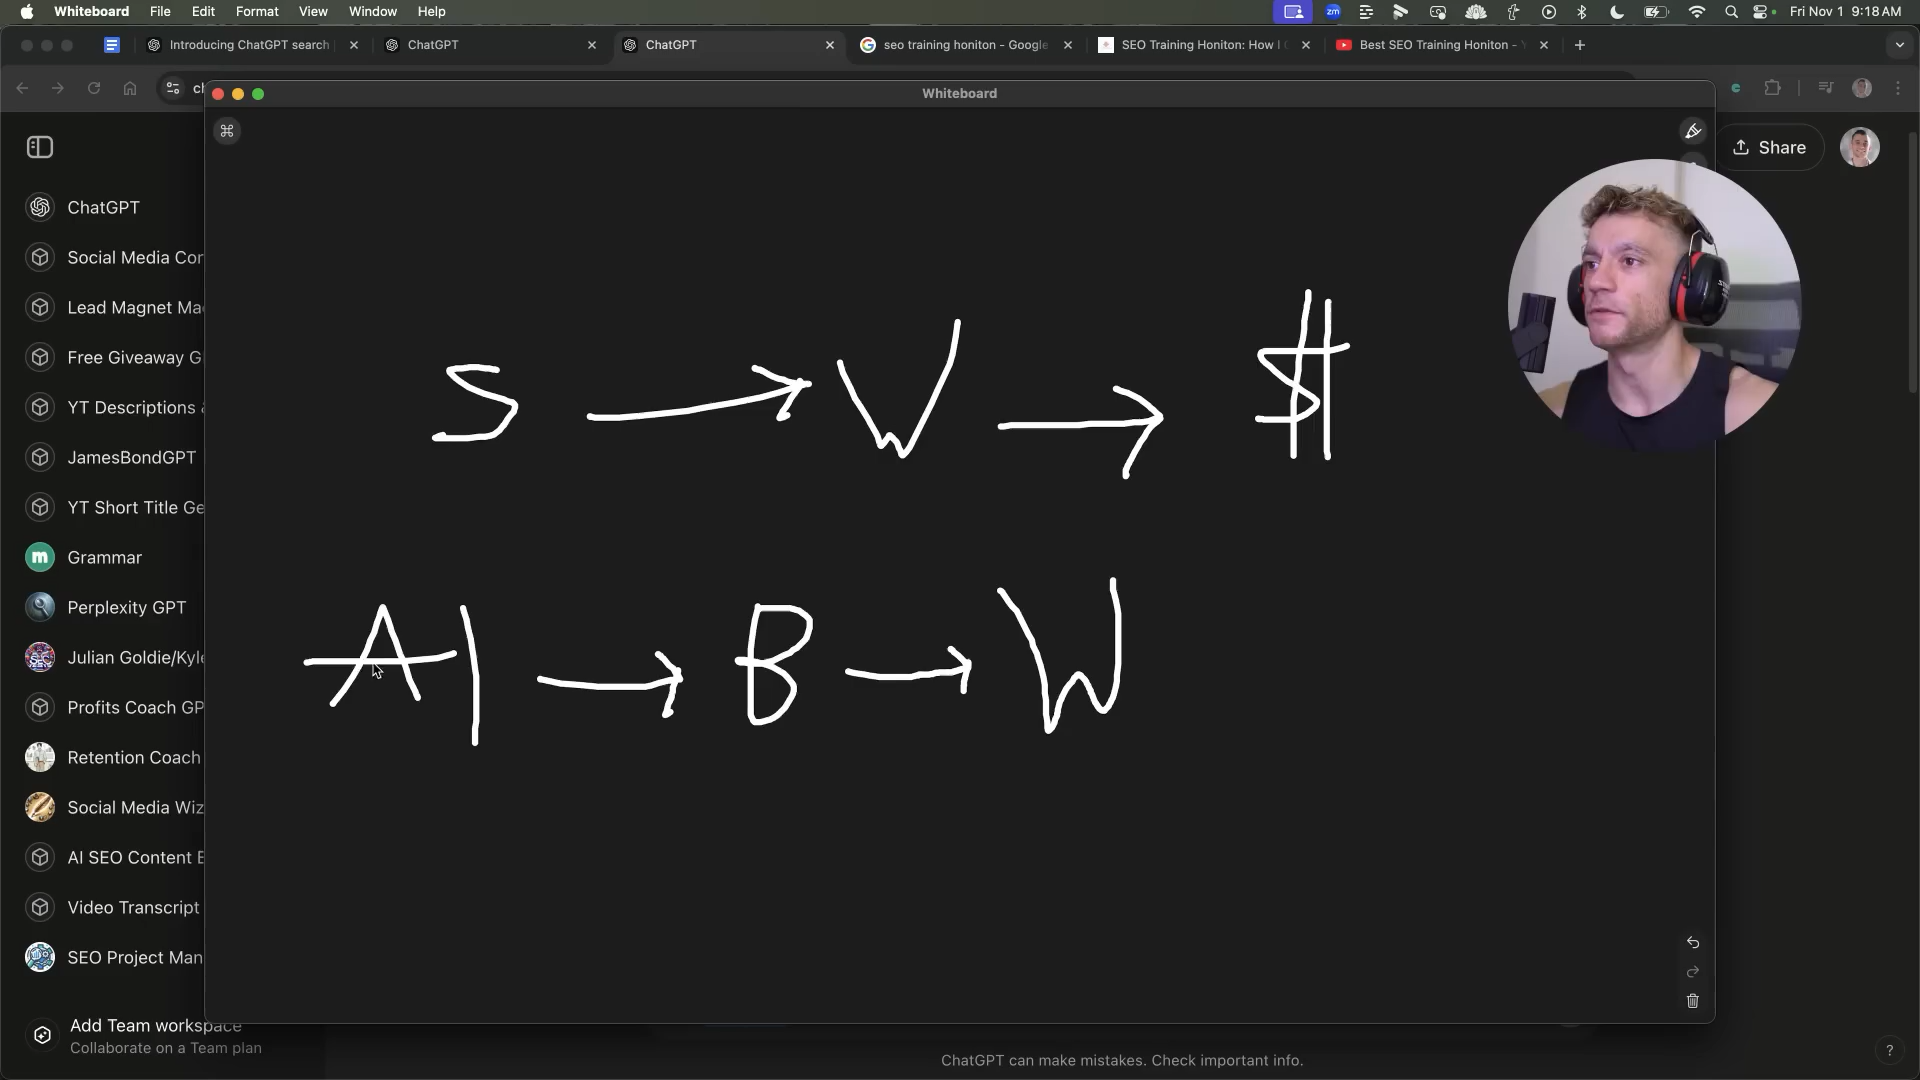 Whiteboard File Edit Format View Window Help
zm
Fri Nov 1 9:18 AM
Introducing ChatGPT search
ChatGPT
ChatGPT
seo training honiton - Google
SEO Training Honiton: How I
Best SEO Training Honiton -
Whiteboard
Share
ChatGPT
Social Media Cor
Lead Magnet Ma
Free Giveaway G
YT Descriptions
JamesBondGPT
YT Short Title Ge
m Grammar
Perplexity GPT
Julian Goldie/Kyle
Profits Coach GP
Retention Coach
Social Media Wiz
AI SEO Content E
Video Transcript
SEO Project Man
Add Team workspace
Collaborate on a Team plan
S → W → $
AI → B → W
ChatGPT can make mistakes. Check important info.
?